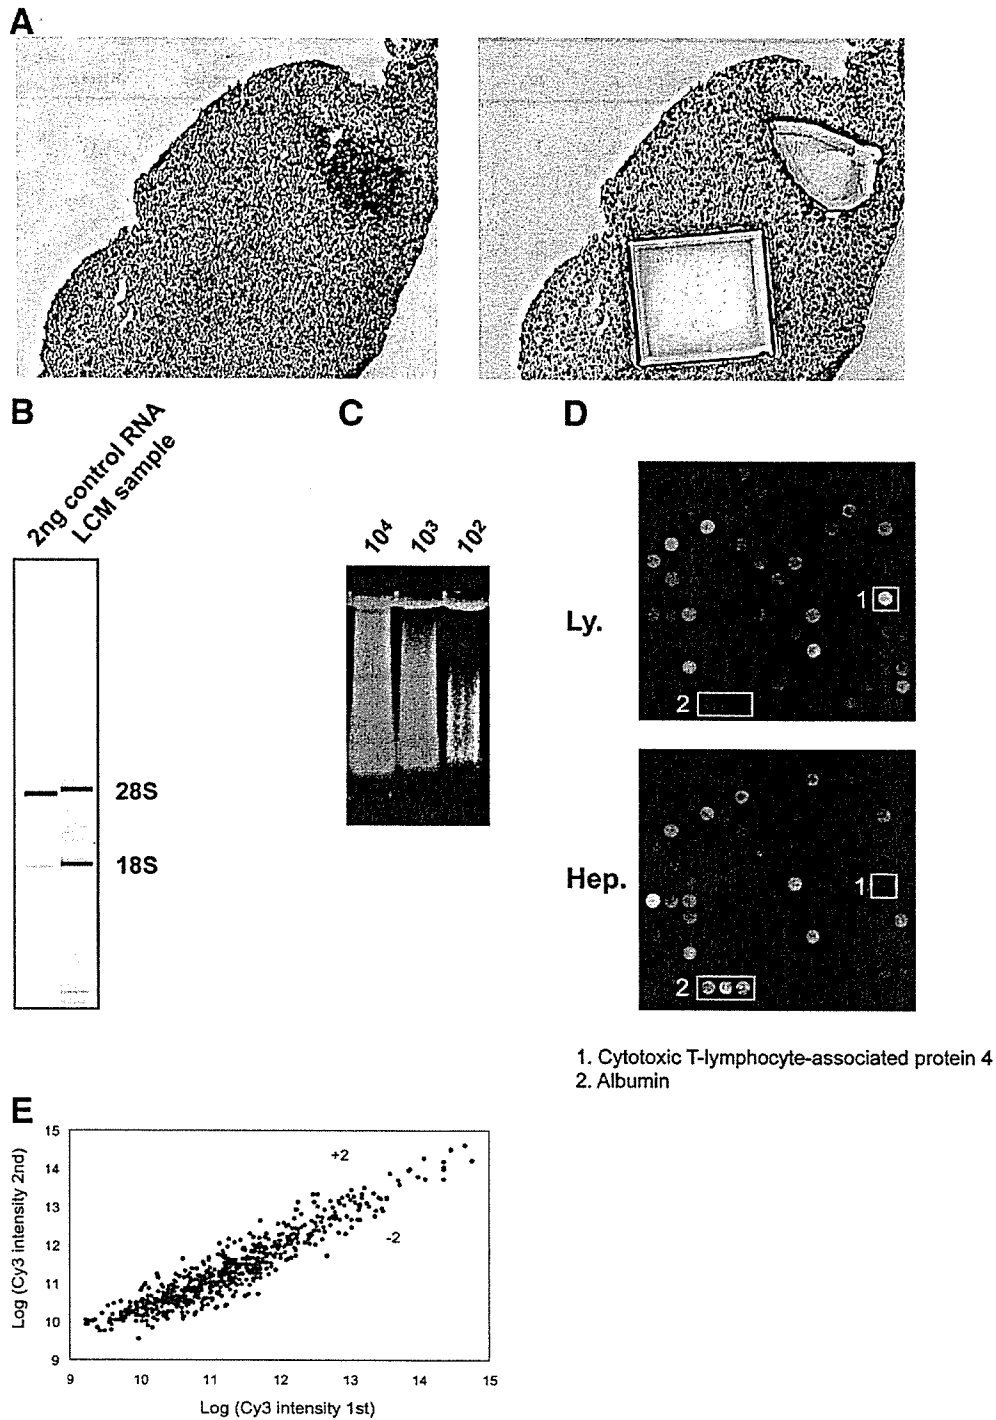 A
B
C
D
2ng control RNA
LCM sample
28S
18S
10⁴
10³
10²
Ly.
1
2
Hep.
1
2
1. Cytotoxic T-lymphocyte-associated protein 4
2. Albumin
E
15
14
13
12
11
10
9
+2
-2
9 10 11 12 13 14 15
Log (Cy3 intensity 2nd)
Log (Cy3 intensity 1st)